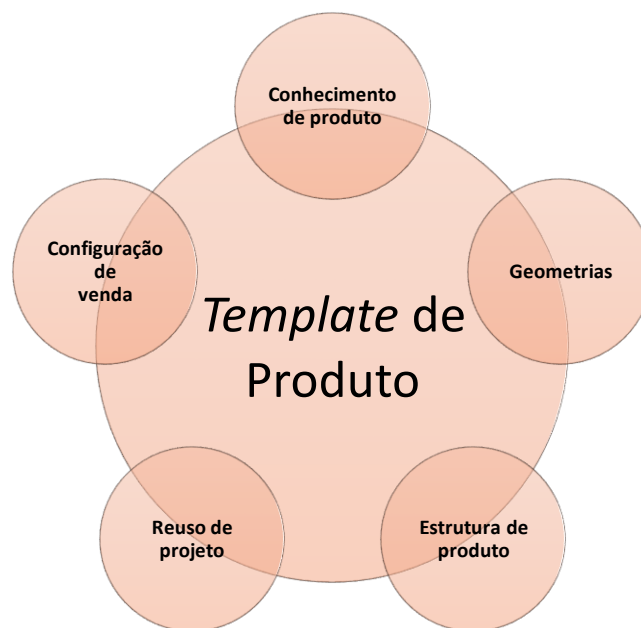 Conhecimento
de produto
Configuração
de
venda
Geometrias
Template de
Produto
Reuso de
projeto
Estrutura de
produto